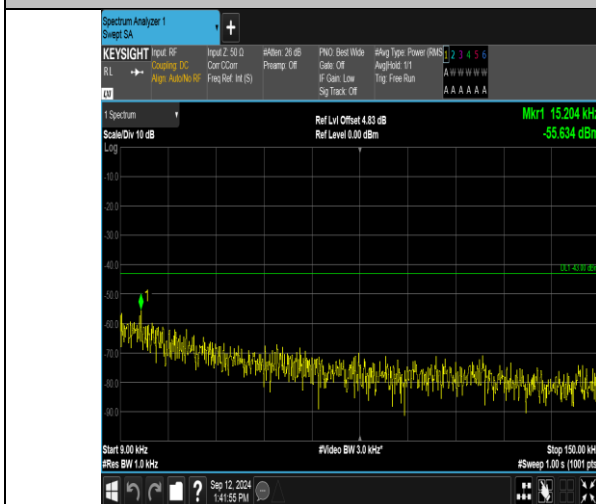 Spectrum Analyzer 1
Swept SA
+
KEYSIGHT Input: RF Input Z: 50 Ω #Atten: 26 dB PNO: Best Wide #Avg Type: Power (RMS 1 2 3 4 5 6
RL Coupling: DC Corr CCorr Preamp: Off Gate: Off Avg|Hold: 1/1 A W W W W W
Align: Auto/No RF Freq Ref: Int (S) IF Gain: Low Trig: Free Run
LXI Sig Track: Off A A A A A A
1 Spectrum Ref Lvl Offset 4.83 dB Mkr1 15.204 kHz
Scale/Div 10 dB Ref Level 0.00 dBm -55.634 dBm
Log
-10.0
-20.0
-30.0
-40.0
DL1 -43.00 dBm
-50.0
1
-60.0
-70.0
-80.0
-90.0
Start 9.00 kHz #Video BW 3.0 kHz* Stop 150.00 kHz
#Res BW 1.0 kHz #Sweep 1.00 s (1001 pts
? Sep 12, 2024
1:41:55 PM